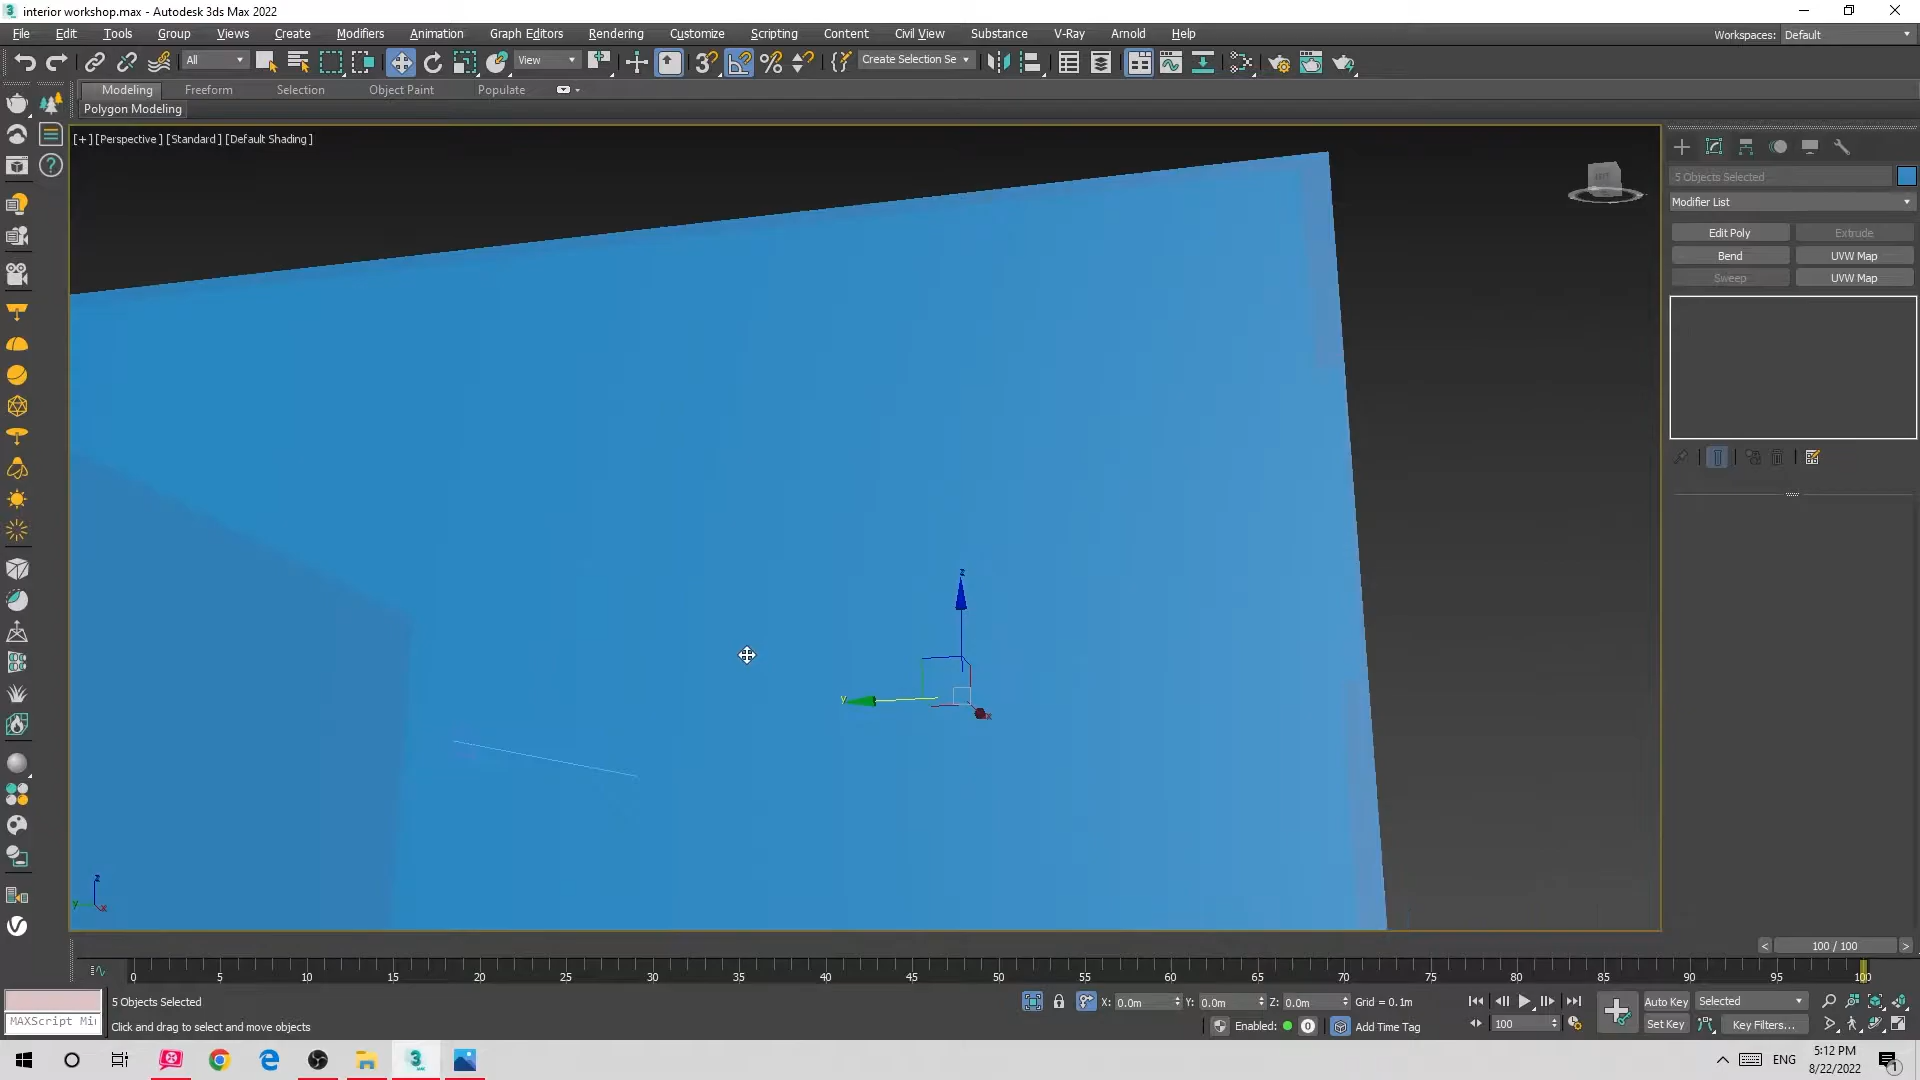 interior workshop.max - Autodesk 3ds Max 2022
File Edit Tools Group Views Create Modifiers Animation Graph Editors Rendering Customize Scripting Content Civil View Substance V-Ray Arnold Help
Workspaces: Default
All View Create Selection Se
Modeling Freeform Selection Object Paint Populate
Polygon Modeling
[+] [Perspective ] [Standard ] [Default Shading ]
5 Objects Selected
Modifier List
Edit Poly Extrude
Bend UVW Map
Sweep UVW Map
z
y x
z
y x
< 100 / 100 >
0 5 10 15 20 25 30 35 40 45 50 55 60 65 70 75 80 85 90 95 100
5 Objects Selected X: 0.0m Y: 0.0m Z: 0.0m Grid = 0.1m Auto Key Selected
MAXScript Mi
Click and drag to select and move objects Enabled: 0 Add Time Tag 100 Set Key Key Filters...
ENG
5:12 PM
8/22/2022
1